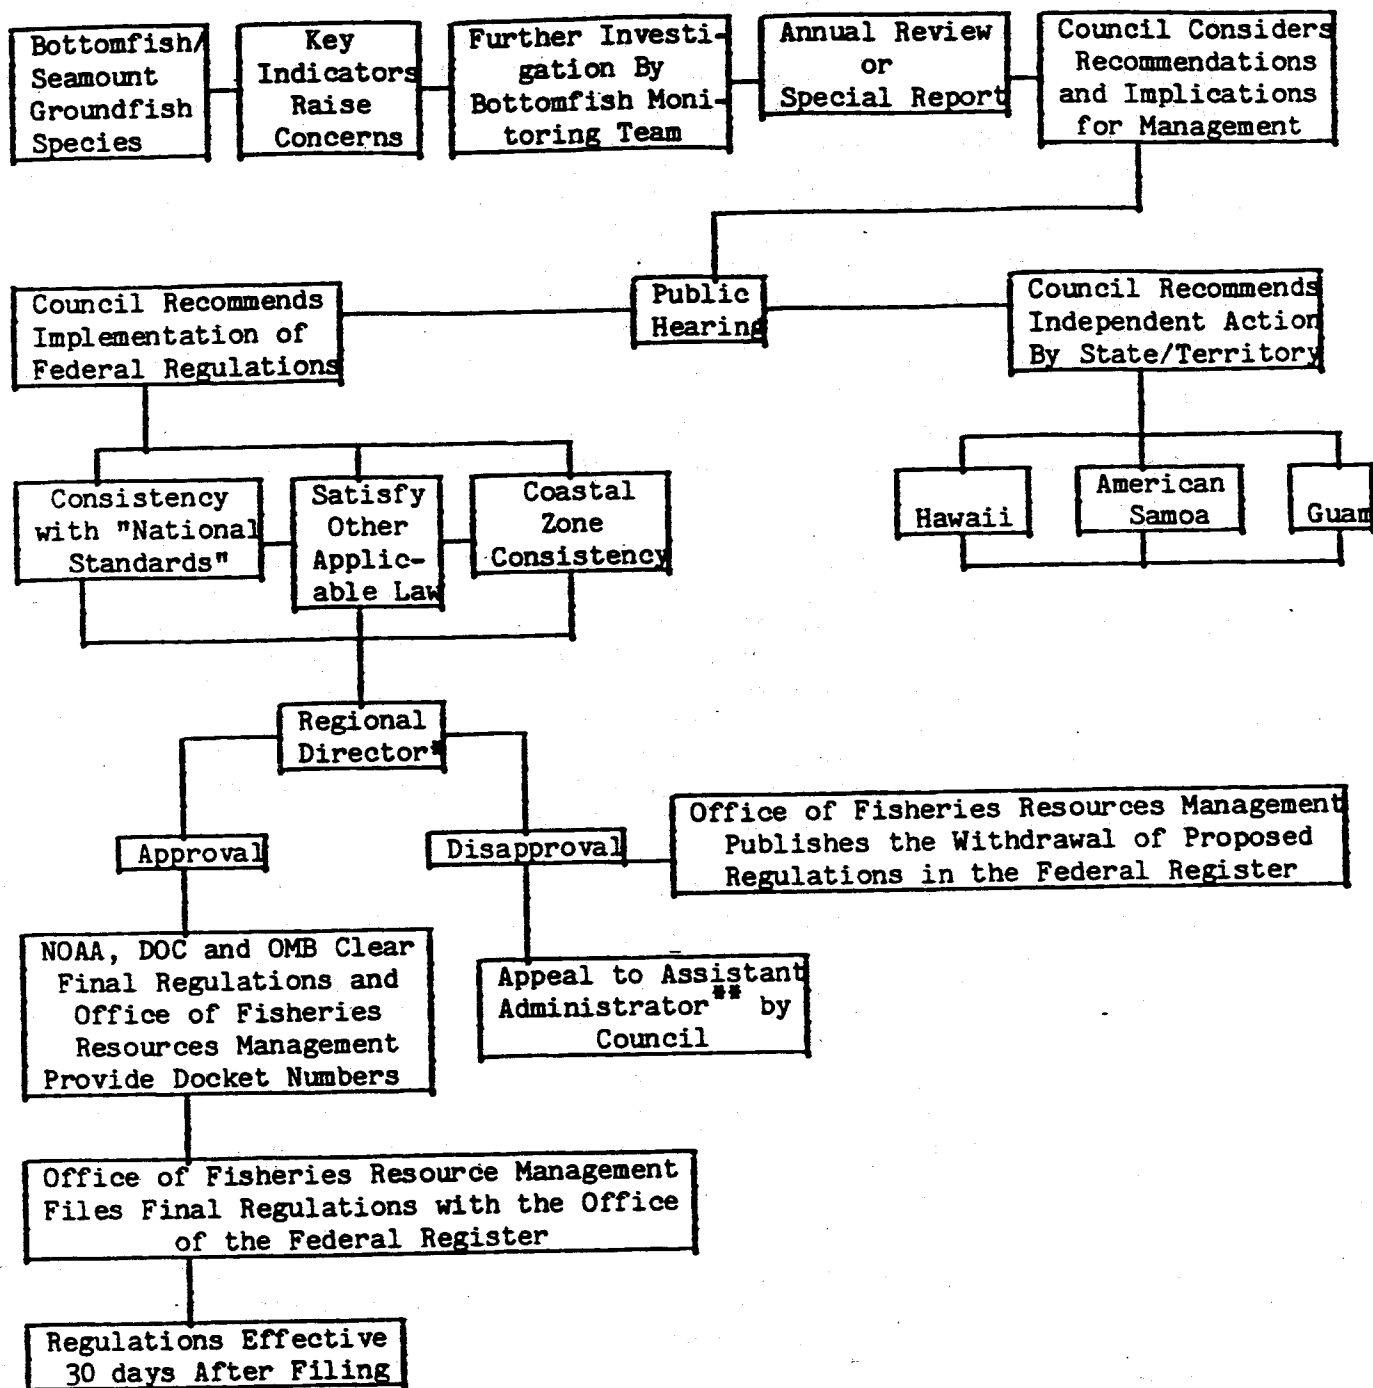 Bottomfish/
Seamount
Groundfish
Species
Key
Indicators
Raise
Concerns
Further Investi-
gation By
Bottomfish Moni-
toring Team
Annual Review
or
Special Report
Council Considers
Recommendations
and Implications
for Management
Public
Hearing
Council Recommends
Implementation of
Federal Regulations
Council Recommends
Independent Action
By State/Territory
Consistency
with "National
Standards"
Satisfy
Other
Applic-
able Law
Coastal
Zone
Consistency
Hawaii
American
Samoa
Guam
Regional
Director*
Approval
Disapproval
Office of Fisheries Resources Management
Publishes the Withdrawal of Proposed
Regulations in the Federal Register
NOAA, DOC and OMB Clear
Final Regulations and
Office of Fisheries
Resources Management
Provide Docket Numbers
Appeal to Assistant
Administrator** by
Council
Office of Fisheries Resource Management
Files Final Regulations with the Office
of the Federal Register
Regulations Effective
30 days After Filing